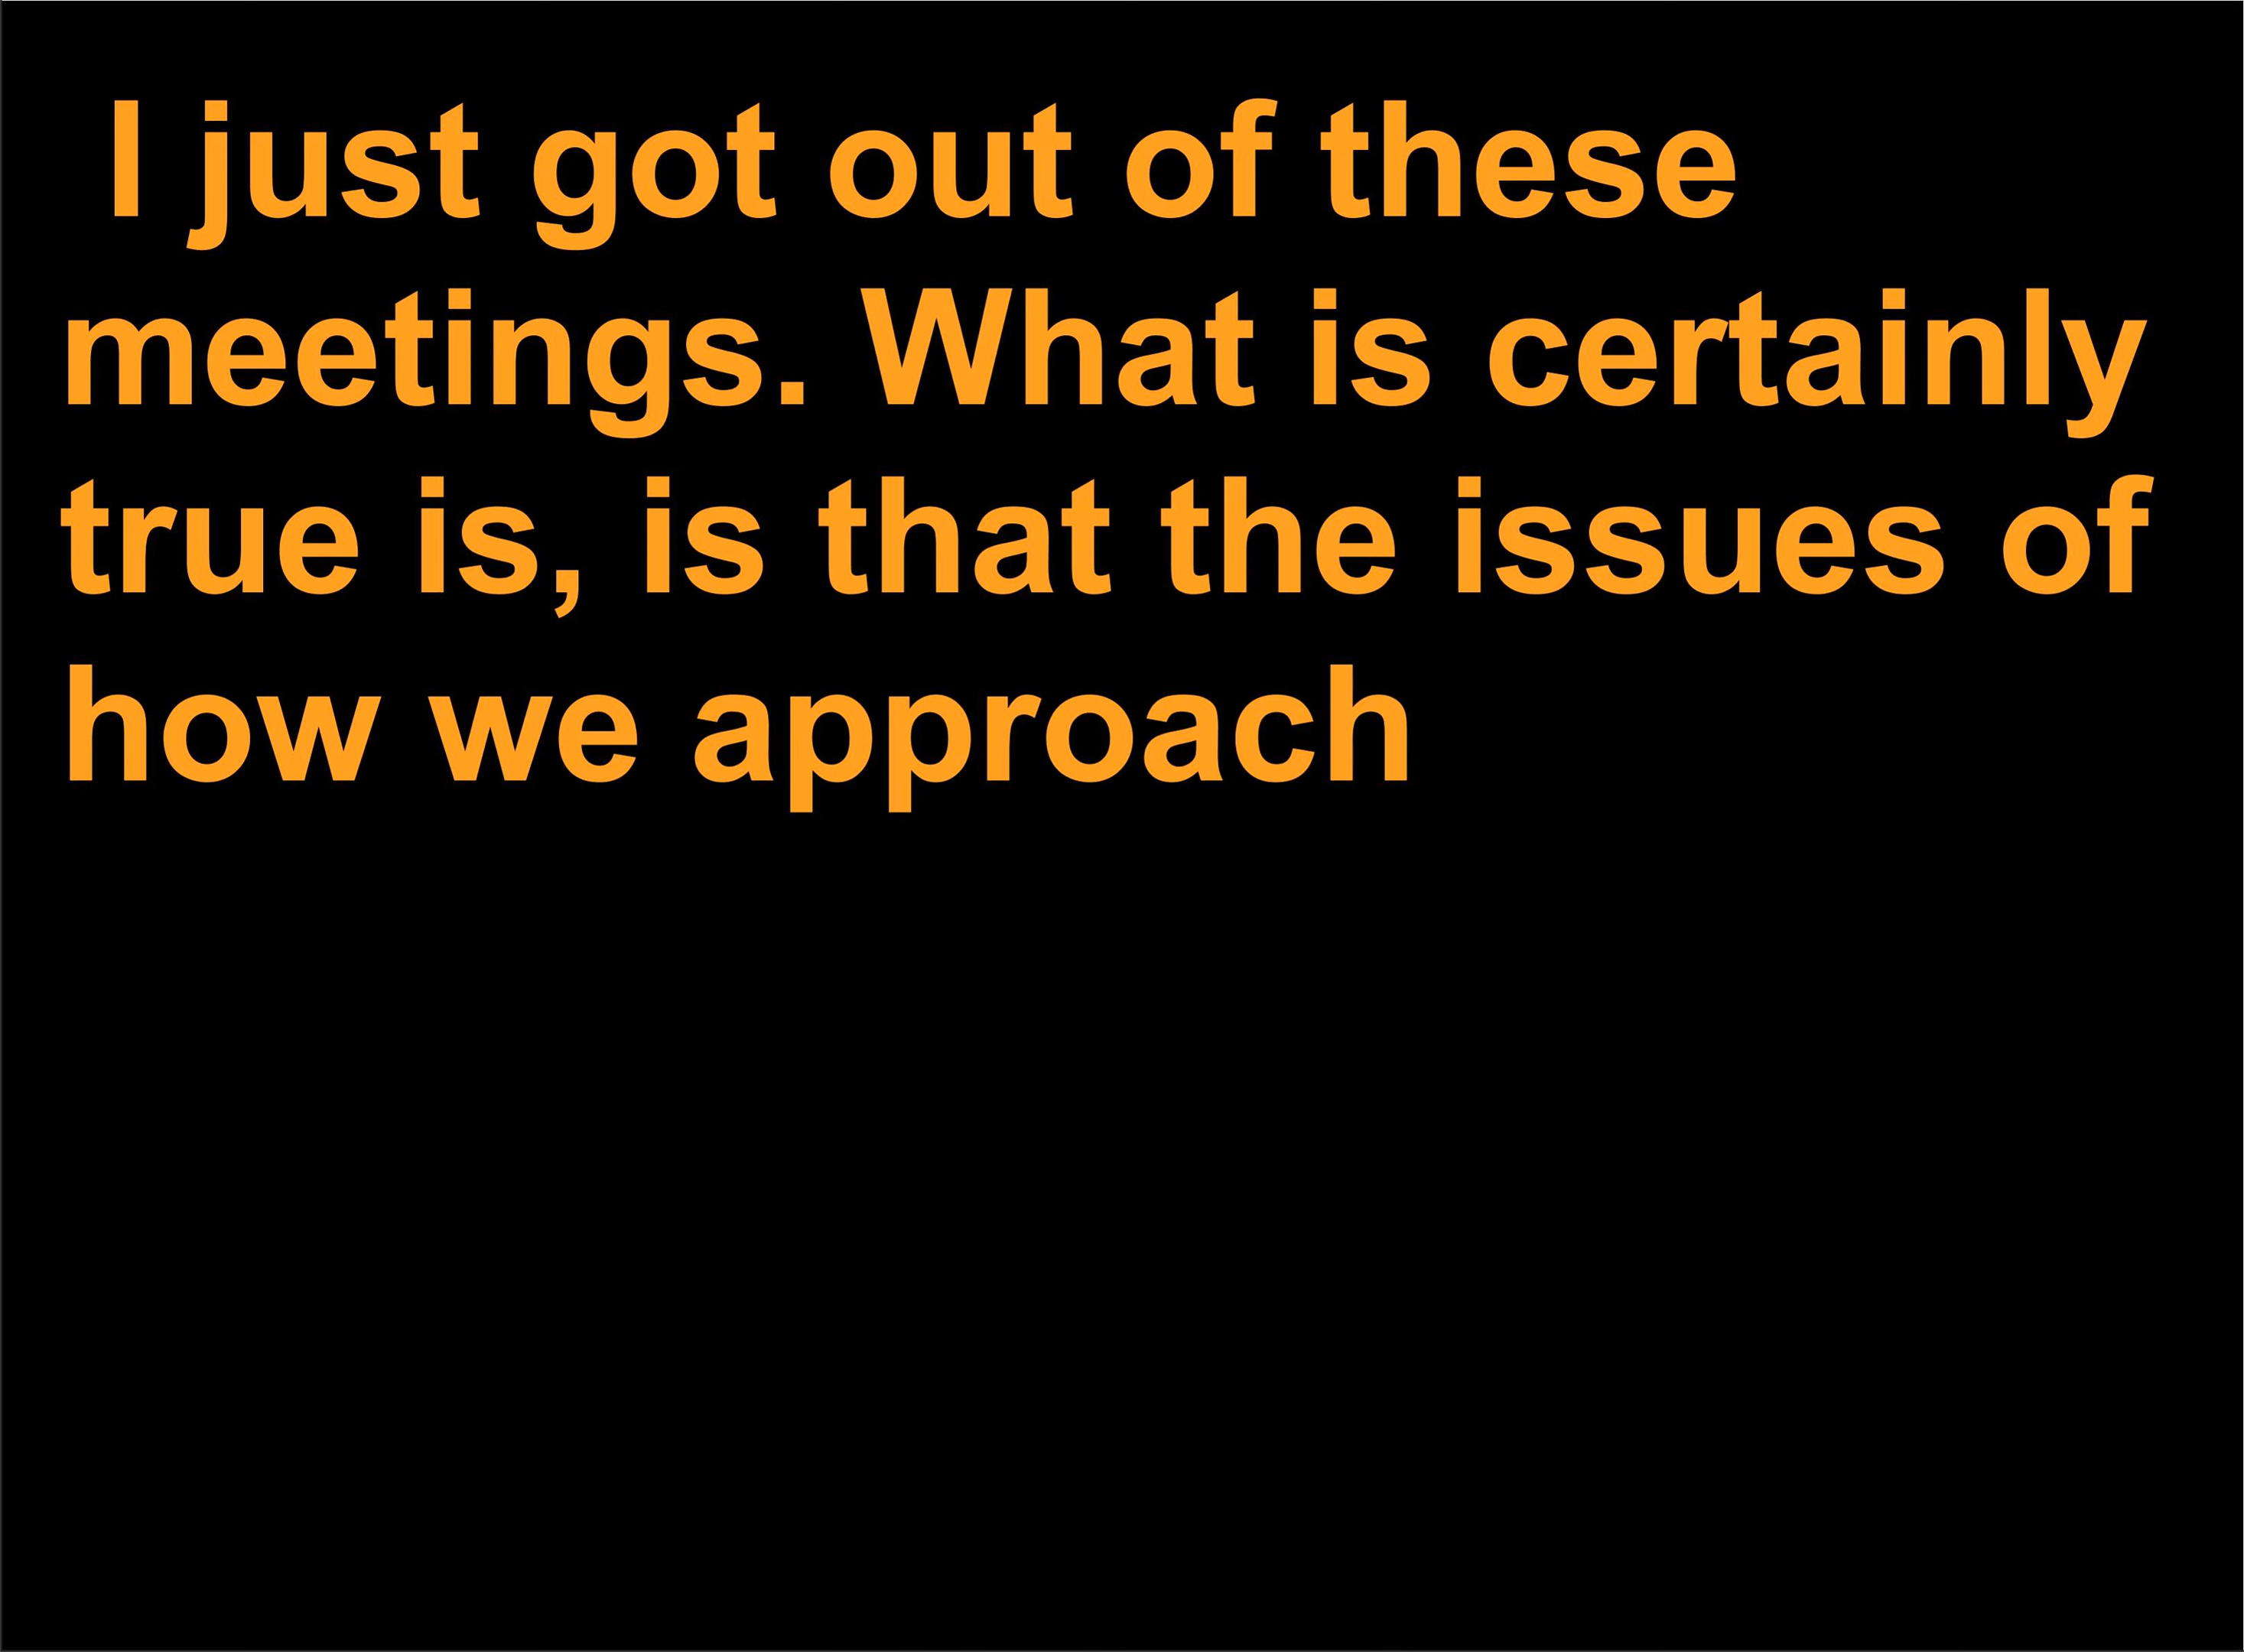 I just got out of these
meetings. What is certainly
true is, is that the issues of
how we approach